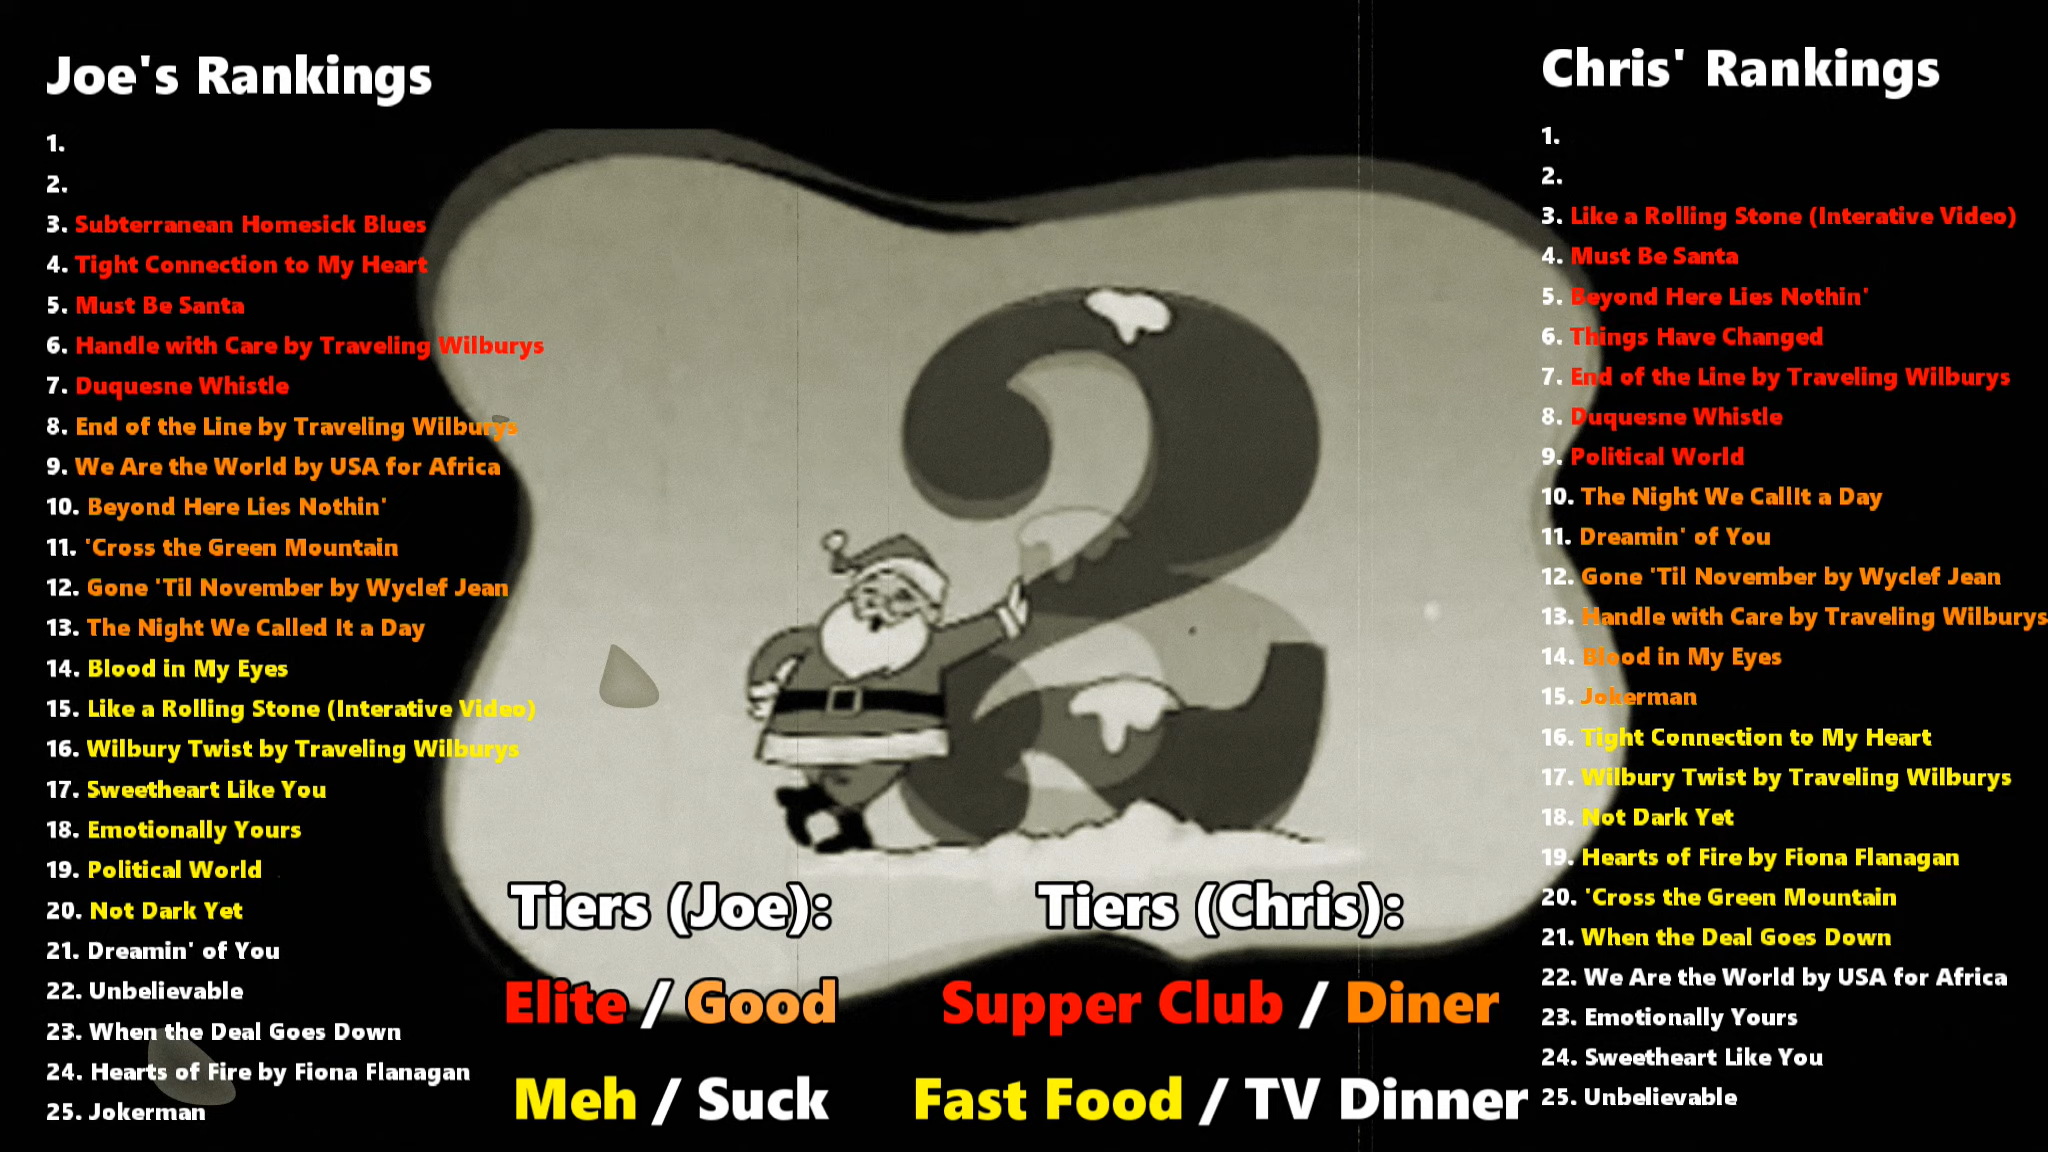 Joe's Rankings
1.
2.
3. Subterranean Homesick Blues
4. Tight Connection to My Heart
5. Must Be Santa
6. Handle with Care by Traveling Wilburys
7. Duquesne Whistle
8. End of the Line by Traveling Wilburys
9. We Are the World by USA for Africa
10. Beyond Here Lies Nothin'
11. 'Cross the Green Mountain
12. Gone 'Til November by Wyclef Jean
13. The Night We Called It a Day
14. Blood in My Eyes
15. Like a Rolling Stone (Interative Video)
16. Wilbury Twist by Traveling Wilburys
17. Sweetheart Like You
18. Emotionally Yours
19. Political World
20. Not Dark Yet
21. Dreamin' of You
22. Unbelievable
23. When the Deal Goes Down
24. Hearts of Fire by Fiona Flanagan
25. Jokerman
2
Tiers (Joe):
Elite / Good
Meh / Suck
Tiers (Chris):
Supper Club / Diner
Fast Food / TV Dinner
Chris' Rankings
1.
2.
3. Like a Rolling Stone (Interative Video)
4. Must Be Santa
5. Beyond Here Lies Nothin'
6. Things Have Changed
7. End of the Line by Traveling Wilburys
8. Duquesne Whistle
9. Political World
10. The Night We CallIt a Day
11. Dreamin' of You
12. Gone 'Til November by Wyclef Jean
13. Handle with Care by Traveling Wilburys
14. Blood in My Eyes
15. Jokerman
16. Tight Connection to My Heart
17. Wilbury Twist by Traveling Wilburys
18. Not Dark Yet
19. Hearts of Fire by Fiona Flanagan
20. 'Cross the Green Mountain
21. When the Deal Goes Down
22. We Are the World by USA for Africa
23. Emotionally Yours
24. Sweetheart Like You
25. Unbelievable